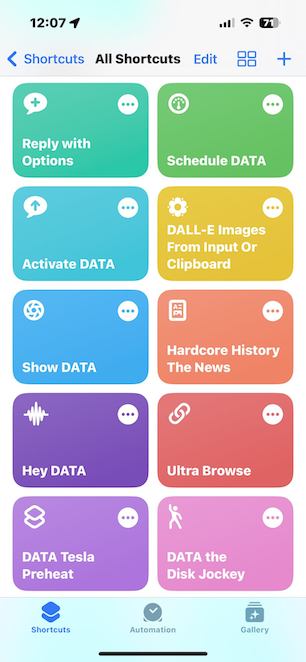 12:07
71
Shortcuts All Shortcuts Edit
Reply with
Options
Schedule DATA
Activate DATA
DALL-E Images
From Input Or
Clipboard
Show DATA
Hardcore History
The News
Hey DATA
Ultra Browse
DATA Tesla
Preheat
DATA the
Disk Jockey
Shortcuts Automation Gallery